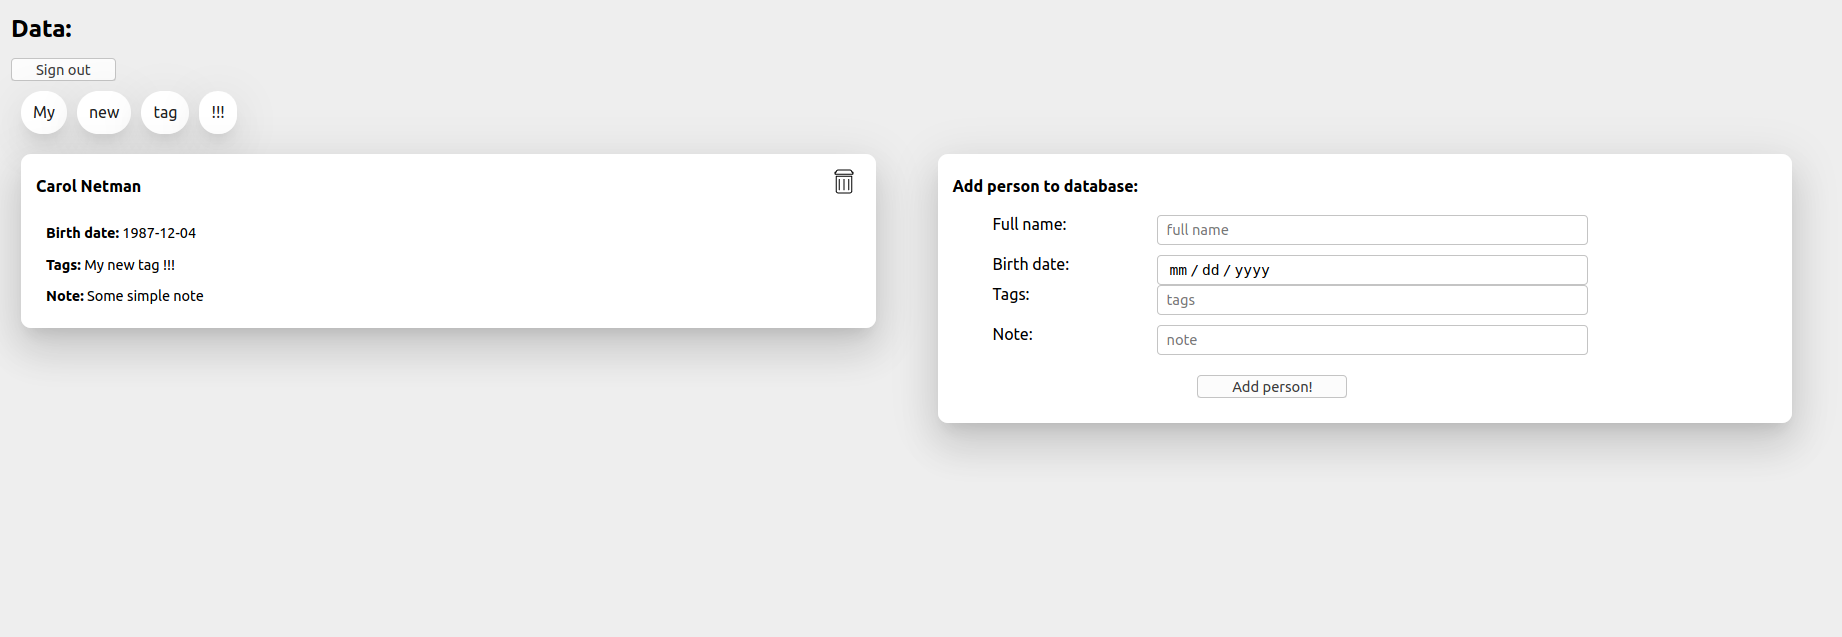 Data:
Sign out
My new tag !!!
Carol Netman
Birth date: 1987-12-04
Tags: My new tag !!!
Note: Some simple note
Add person to database:
Full name: full name
Birth date: mm / dd / yyyy
Tags: tags
Note: note
Add person!